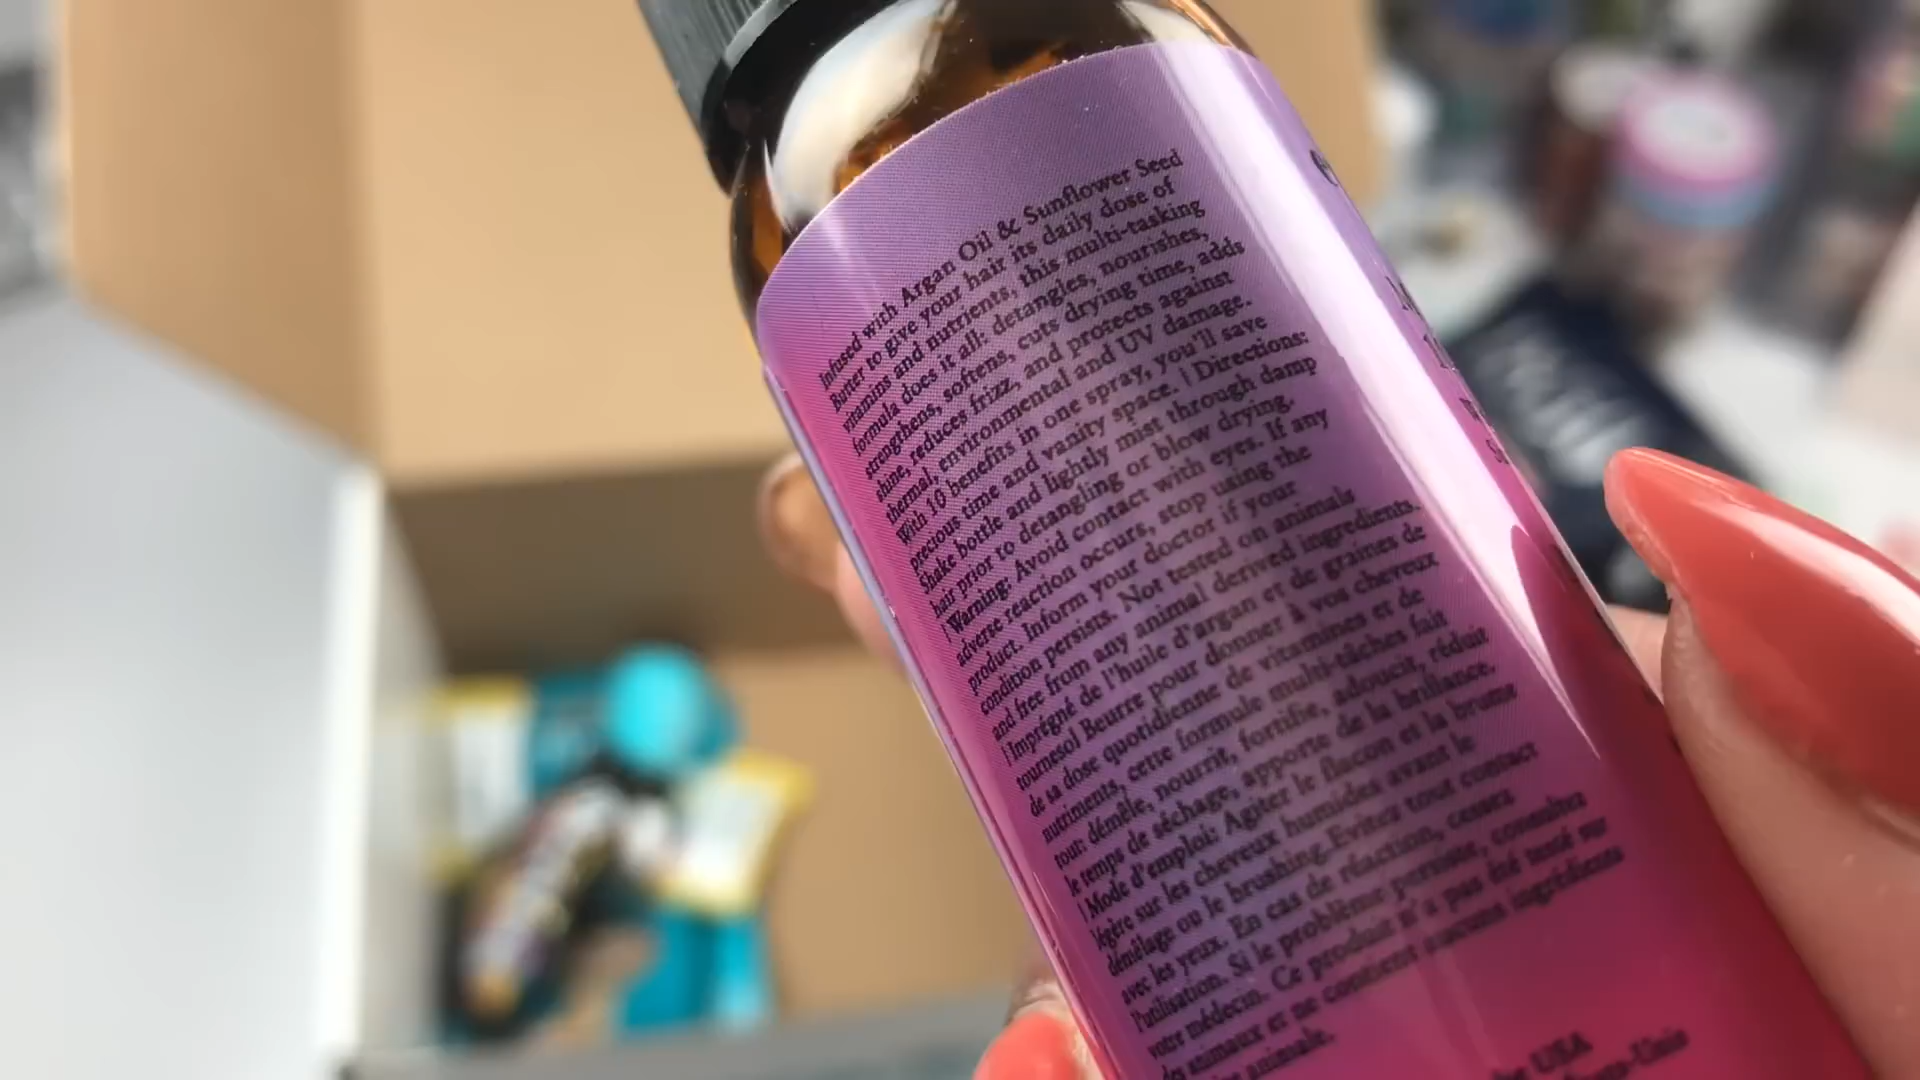 Infused with Argan Oil & Sunflower Seed
Butter to give your hair its daily dose of
vitamins and nutrients, this multi-tasking
formula does it all: detangles, nourishes,
strengthens, softens, cuts drying time, adds
shine, reduces frizz, and protects against
thermal, environmental and UV damage.
With 10 benefits in one spray, you'll save
precious time and vanity space. | Directions:
Shake bottle and lightly mist through damp
hair prior to detangling or blow drying.
| Warning: Avoid contact with eyes. If any
adverse reaction occurs, stop using the
product. Inform your doctor if your
condition persists. Not tested on animals
and free from any animal derived ingredients.
| Imprégné de l'huile d'argan et de graines de
tournesol Beurre pour donner à vos cheveux
de sa dose quotidienne de vitamines et de
nutriments, cette formule multi-tâches fait
tout: démêle, nourrit, fortifie, adoucit, réduit
le temps de séchage, apporte de la brillance.
| Mode d'emploi: Agiter le flacon et la brume
légère sur les cheveux humides avant le
démêlage ou le brushing. Evitez tout contact
avec les yeux. En cas de réaction, cessez
l'utilisation. Si le problème persiste, consultez
votre médecin. Ce produit n'a pas été testé sur
des animaux et ne contient aucuns ingrédients
animale.
USA